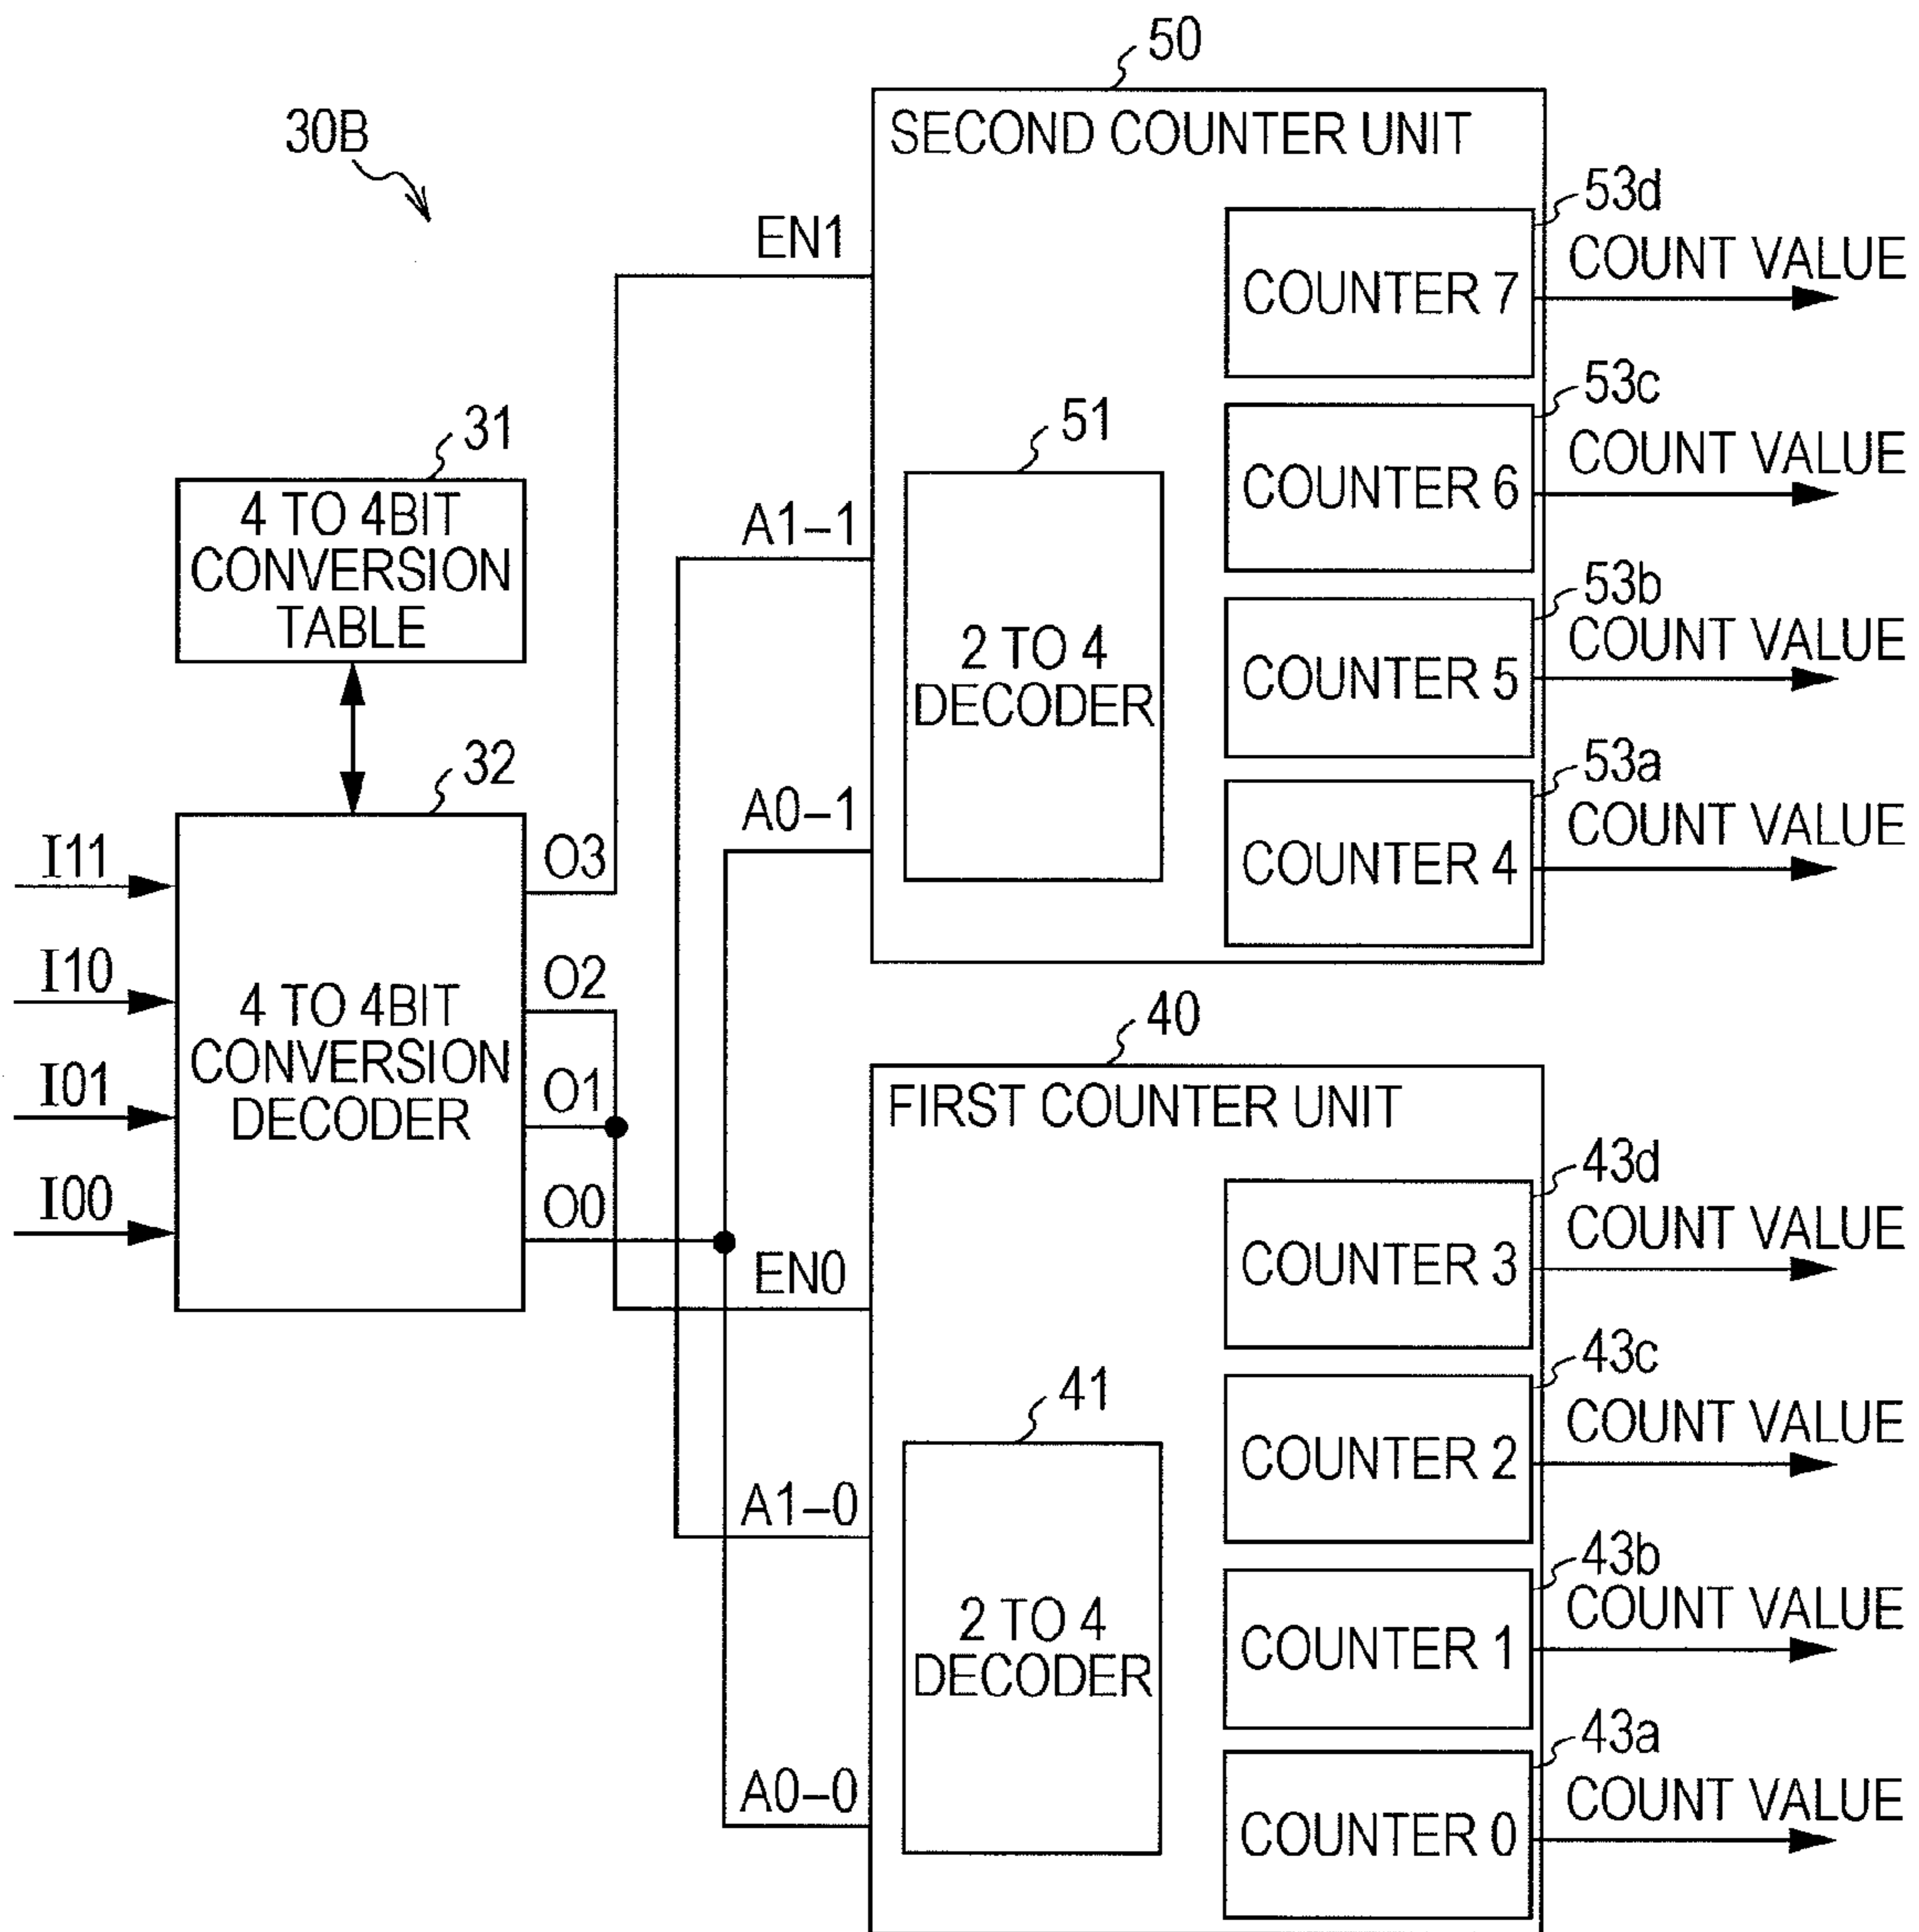 50
30B
SECOND COUNTER UNIT
53d
EN1
COUNTER 7
COUNT VALUE
53c
31
51
COUNTER 6
COUNT VALUE
4 TO 4BIT
CONVERSION
TABLE
A1–1
53b
2 TO 4
DECODER
COUNTER 5
COUNT VALUE
32
53a
A0–1
COUNTER 4
COUNT VALUE
I11
O3
I10
O2
4 TO 4BIT
CONVERSION
DECODER
40
I01
O1
FIRST COUNTER UNIT
43d
I00
O0
EN0
COUNTER 3
COUNT VALUE
43c
41
COUNTER 2
COUNT VALUE
A1–0
43b
2 TO 4
DECODER
COUNTER 1
COUNT VALUE
43a
A0–0
COUNTER 0
COUNT VALUE